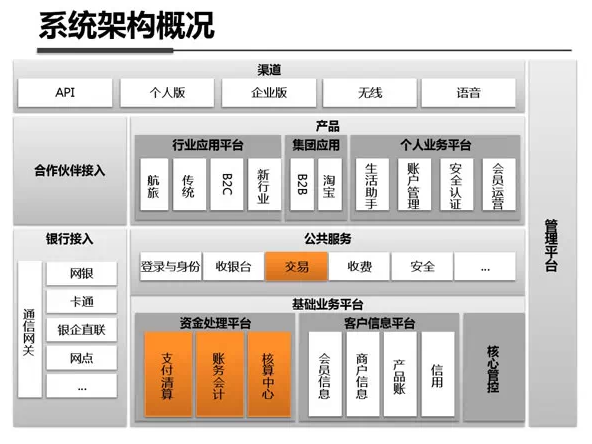 系统架构概况
渠道
API
个人版
企业版
无线
语音
管理平台
合作伙伴接入
产品
行业应用平台
航旅
传统
B2C
新行业
集团应用
B2B
淘宝
个人业务平台
生活助手
账户管理
安全认证
会员运营
银行接入
通信网关
网银
卡通
银企直联
网点
...
公共服务
登录与身份
收银台
交易
收费
安全
...
基础业务平台
资金处理平台
支付清算
账务会计
核算中心
客户信息平台
会员信息
商户信息
产品账
信用
核心管控